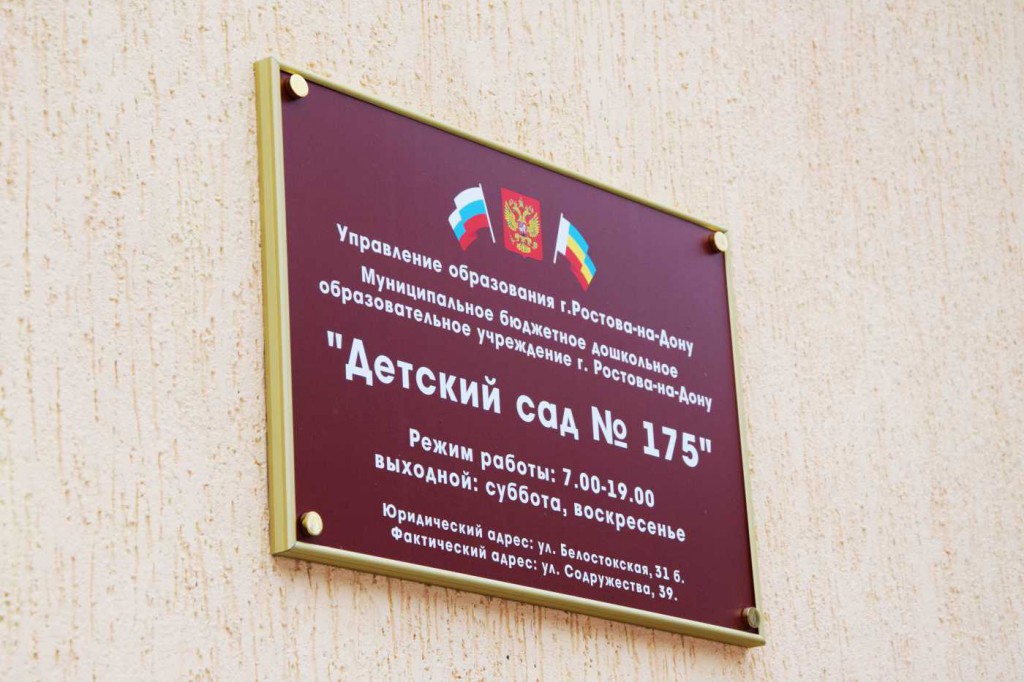 Управление образования г.Ростова-на-Дону
Муниципальное бюджетное дошкольное
образовательное учреждение г. Ростова-на-Дону
"Детский сад № 175"
Режим работы: 7.00-19.00
выходной: суббота, воскресенье
Юридический адрес: ул. Белостокская, 31 б.
Фактический адрес: ул. Содружества, 39.